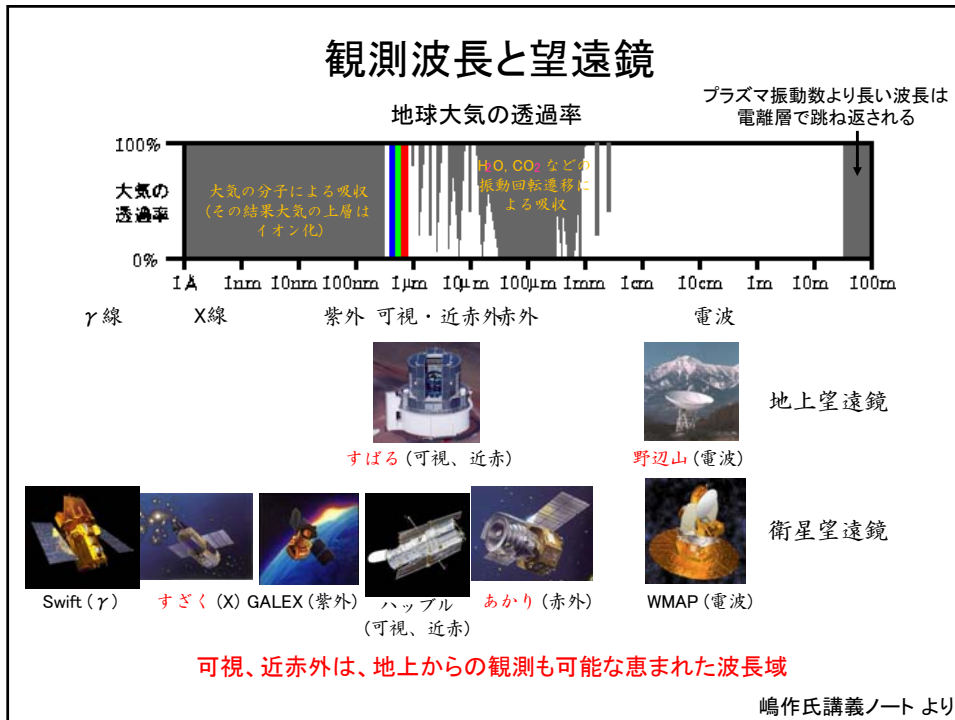 観測波長と望遠鏡
地球大気の透過率
プラズマ振動数より長い波長は
電離層で跳ね返される
100%
大気の
透過率
0%
大気の分子による吸収
(その結果大気の上層は
イオン化)
H2O, CO2 などの
振動回転遷移に
よる吸収
1Å 1nm 10nm 100nm 1μm 10μm 100μm 1mm 1cm 10cm 1m 10m 100m
γ線 X線 紫外 可視・近赤外 赤外 電波
地上望遠鏡
すばる (可視、近赤) 野辺山 (電波)
衛星望遠鏡
Swift (γ) すざく (X) GALEX (紫外) ハッブル あかり (赤外) WMAP (電波)
(可視、近赤)
可視、近赤外は、地上からの観測も可能な恵まれた波長域
嶋作氏講義ノート より